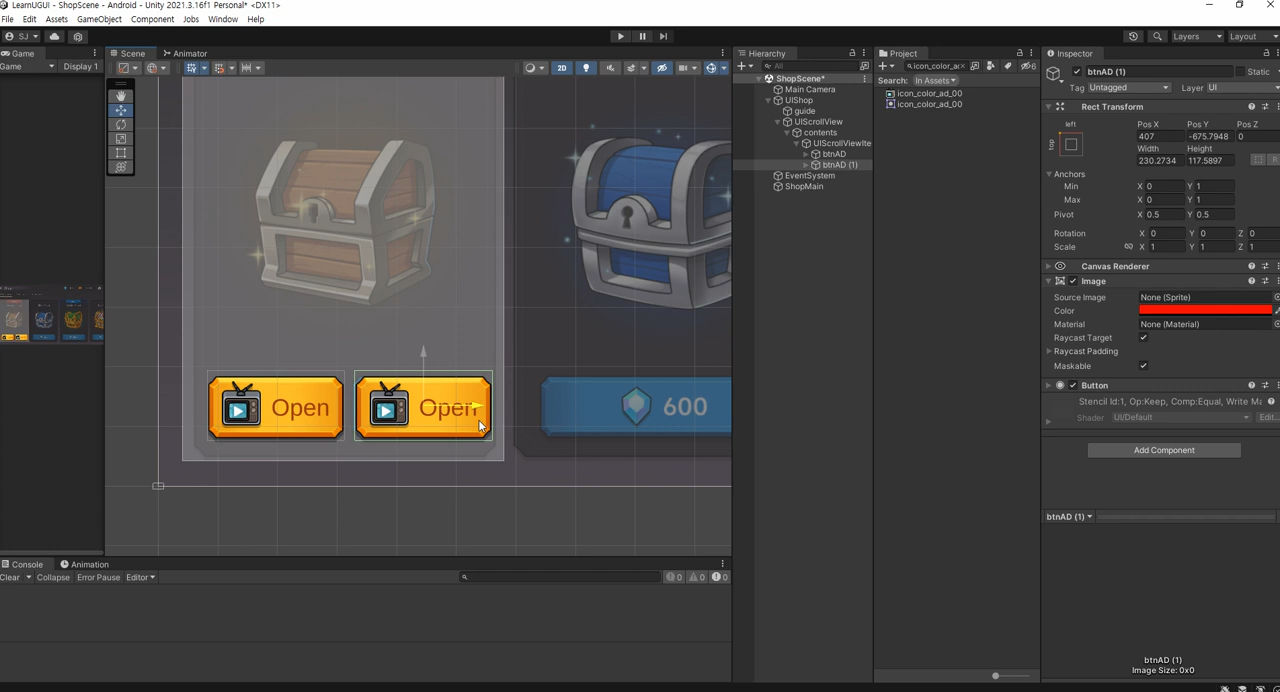 LearnUGUI - ShopScene - Android - Unity 2021.3.16f1 Personal* <DX11>
File Edit Assets GameObject Component Jobs Window Help
SJ Layers Layout
Game Scene Animator Hierarchy Project Inspector
Game Display 1 2D All icon_color_a 6 btnAD (1) Static
ShopScene* Search: In Assets Tag Untagged Layer UI
Main Camera icon_color_ad_00
UIShop icon_color_ad_00 Rect Transform
guide
UIScrollView left Pos X Pos Y Pos Z
contents 407 -675.7948 0
UIScrollViewIte top Width Height
btnAD 230.2734 117.5897 R
btnAD (1) Anchors
EventSystem Min X 0 Y 1
ShopMain Max X 0 Y 1
Pivot X 0.5 Y 0.5
Rotation X 0 Y 0 Z 0
Scale X 1 Y 1 Z 1
Canvas Renderer
Image
Source Image None (Sprite)
Color
Material None (Material)
Raycast Target
Raycast Padding
Maskable
Button
Open Open 600
Stencil Id:1, Op:Keep, Comp:Equal, Write Ma
Shader UI/Default Edit..
Add Component
btnAD (1)
Console Animation
Clear Collapse Error Pause Editor 0 0 0
btnAD (1)
Image Size: 0x0